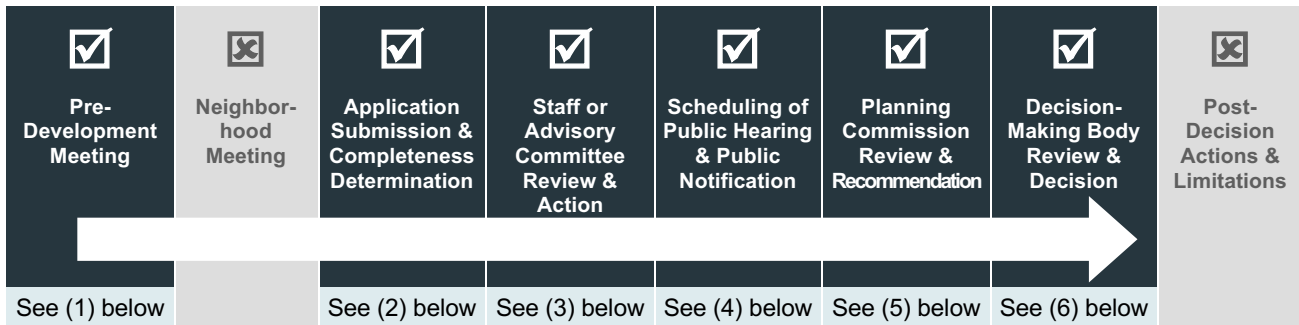 Pre-
Development
Meeting
Neighbor-
hood
Meeting
Application
Submission &
Completeness
Determination
Staff or
Advisory
Committee
Review &
Action
Scheduling of
Public Hearing
& Public
Notification
Planning
Commission
Review &
Recommendation
Decision-
Making Body
Review &
Decision
Post-
Decision
Actions &
Limitations
See (1) below
See (2) below
See (3) below
See (4) below
See (5) below
See (6) below